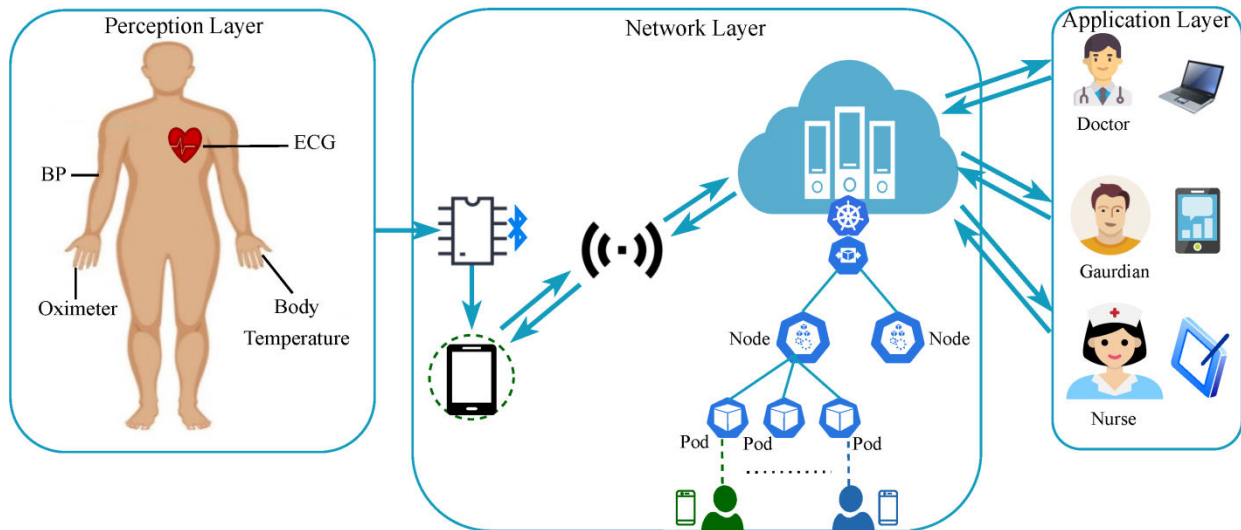 Perception Layer
ECG
BP
Oximeter
Body
Temperature
Network Layer
Node
Node
Pod
Pod
Pod
Application Layer
Doctor
Gaurdian
Nurse